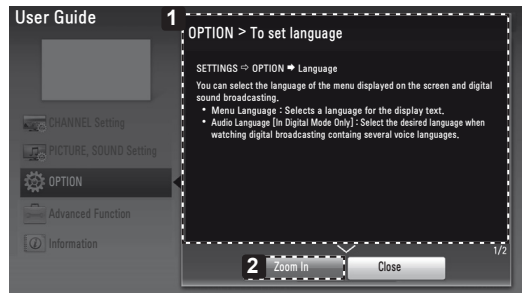 User Guide
1
OPTION > To set language
SETTINGS ⇨ OPTION ➡ Language
You can select the language of the menu displayed on the screen and digital
sound broadcasting.
• Menu Language : Selects a language for the display text.
• Audio Language [In Digital Mode Only] : Select the desired language when
watching digital broadcasting containg several voice languages.
CHANNEL Setting
PICTURE, SOUND Setting
OPTION
Advanced Function
Information
1/2
2
Zoom In
Close